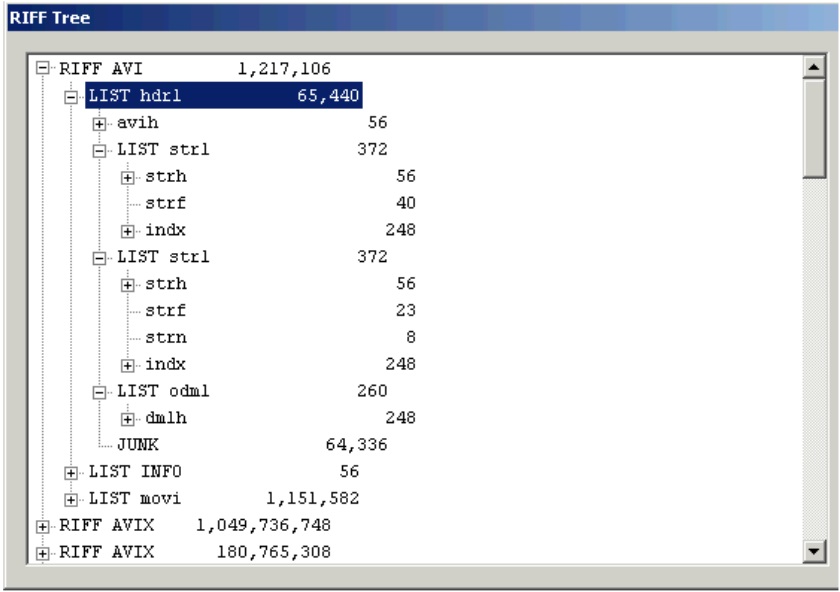 RIFF Tree
RIFF AVI 1,217,106
LIST hdrl 65,440
avih 56
LIST strl 372
strh 56
strf 40
indx 248
LIST strl 372
strh 56
strf 23
strn 8
indx 248
LIST odml 260
dmlh 248
JUNK 64,336
LIST INFO 56
LIST movi 1,151,582
RIFF AVIX 1,049,736,748
RIFF AVIX 180,765,308